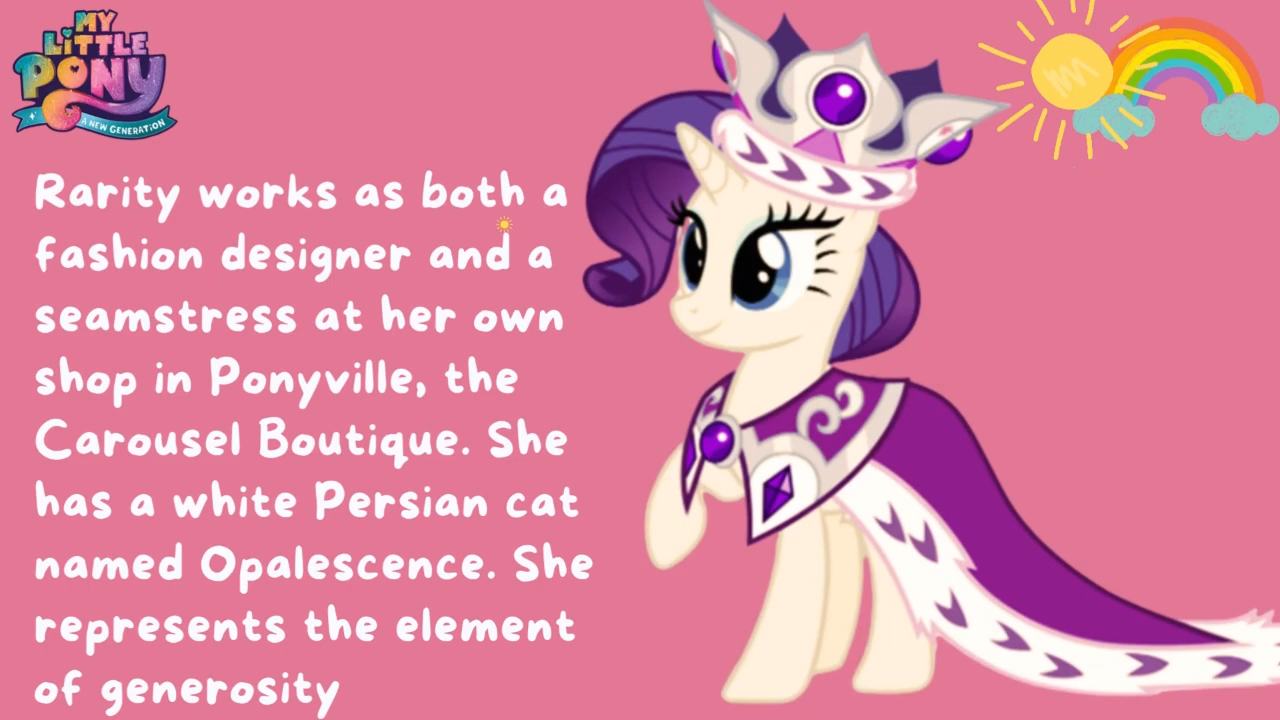 MY
LITTLE
PONY
A NEW GENERATION
Rarity works as both a
fashion designer and a
seamstress at her own
shop in Ponyville, the
Carousel Boutique. She
has a white Persian cat
named Opalescence. She
represents the element
of generosity